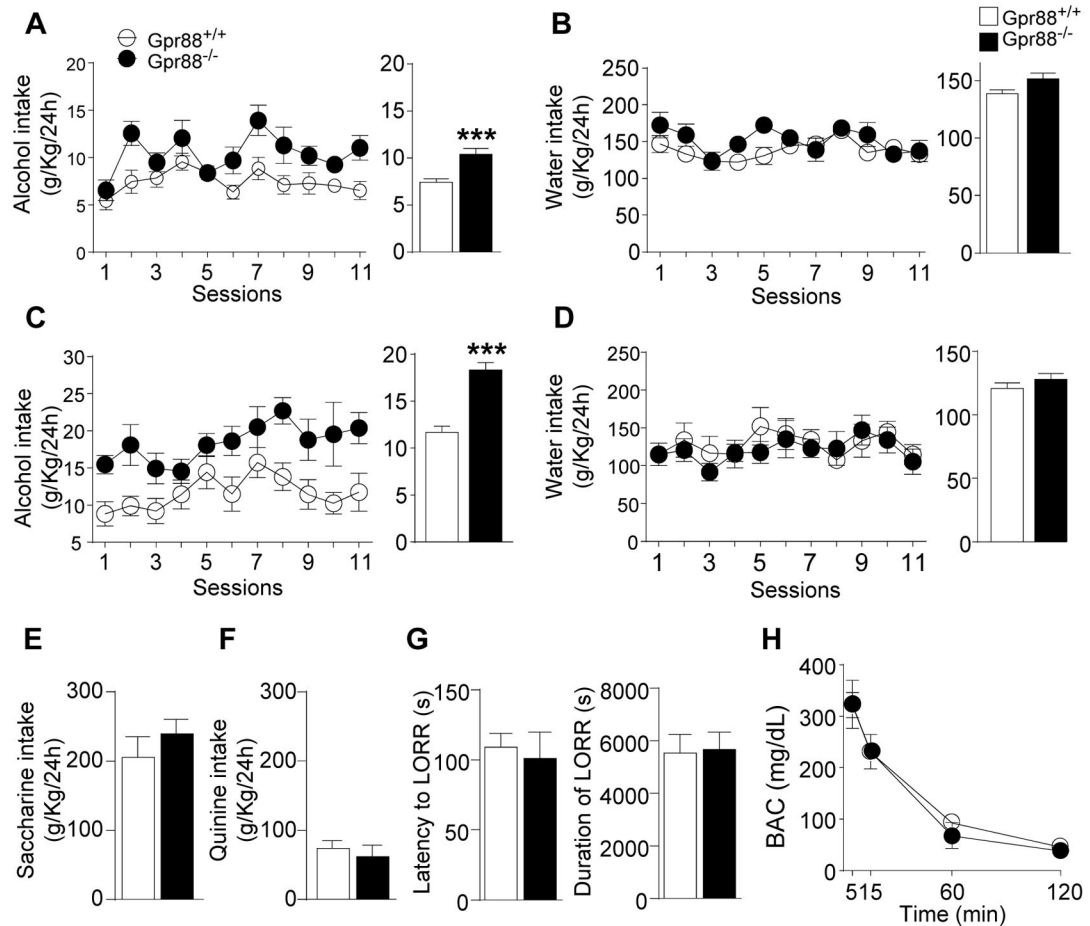 A
Gpr88+/+
Gpr88-/-
Alcohol intake
(g/Kg/24h)
20
15
10
5
0
1 3 5 7 9 11
Sessions
20
15
10
5
0
***
B
Gpr88+/+
Gpr88-/-
Water intake
(g/Kg/24h)
250
200
150
100
50
0
1 3 5 7 9 11
Sessions
150
100
50
0
C
Alcohol intake
(g/Kg/24h)
30
25
20
15
10
5
1 3 5 7 9 11
Sessions
20
15
10
5
0
***
D
Water intake
(g/Kg/24h)
250
200
150
100
50
0
1 3 5 7 9 11
Sessions
150
100
50
0
E
Saccharine intake
(g/Kg/24h)
300
200
100
0
F
Quinine intake
(g/Kg/24h)
300
200
100
0
G
Latency to LORR (s)
150
100
50
0
Duration of LORR (s)
8000
6000
4000
2000
0
H
BAC (mg/dL)
400
300
200
100
0
515 60 120
Time (min)